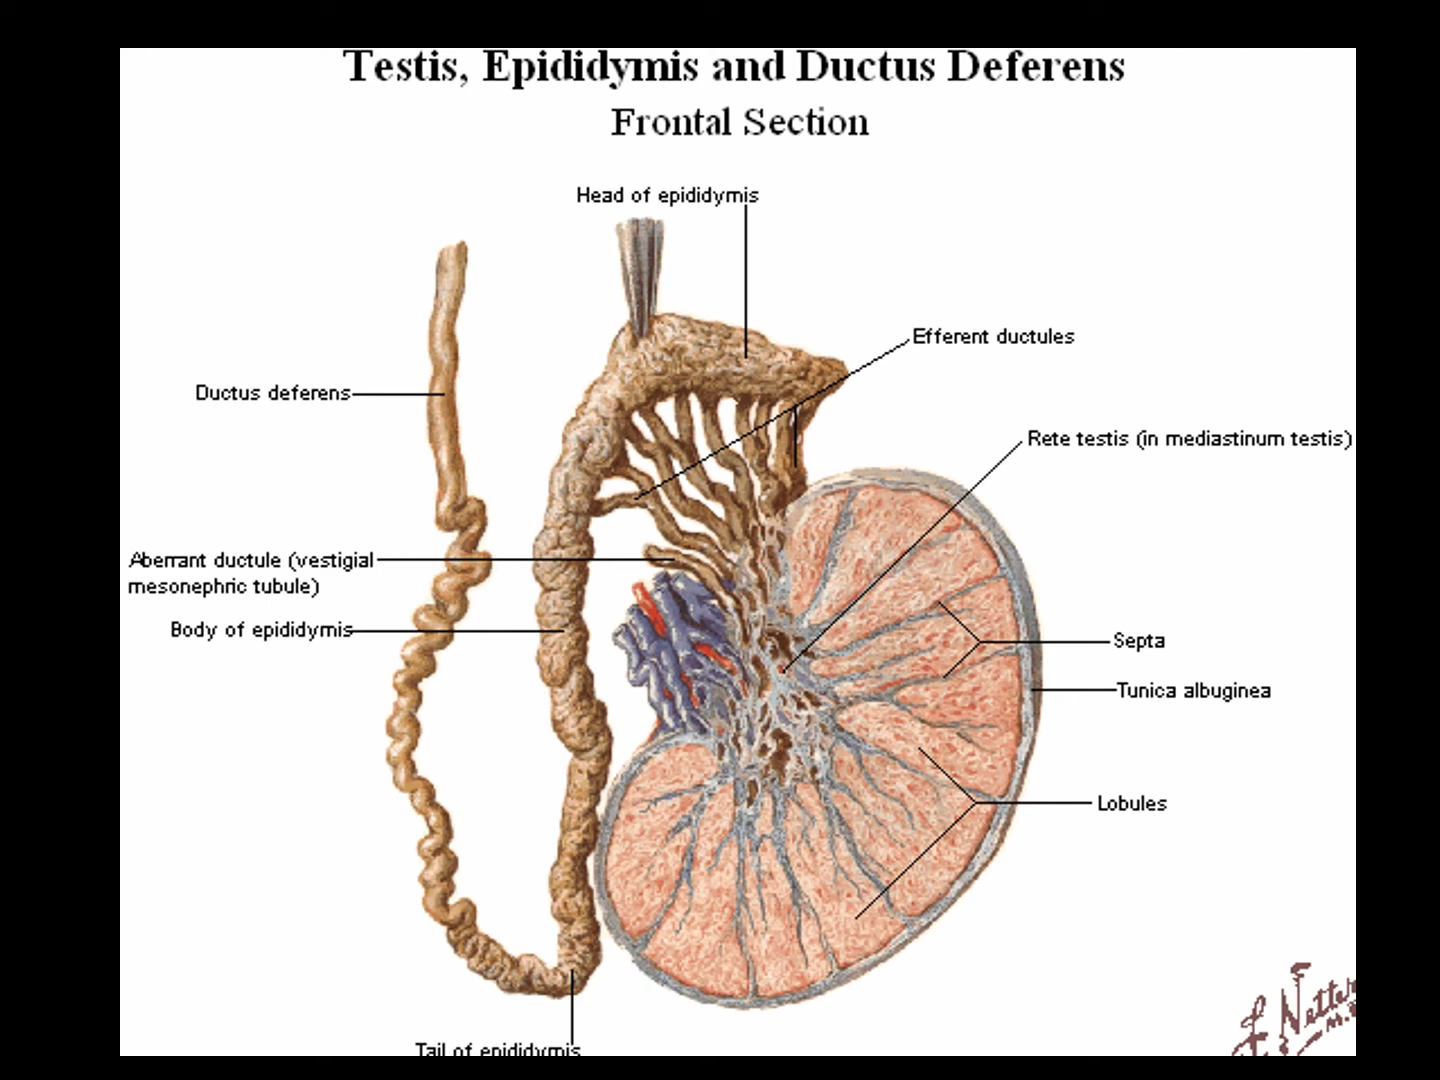 Testis, Epididymis and Ductus Deferens
Frontal Section
Head of epididymis
Efferent ductules
Ductus deferens
Rete testis (in mediastinum testis)
Aberrant ductule (vestigial
mesonephric tubule)
Body of epididymis
Septa
Tunica albuginea
Lobules
Tail of epididymis
F. Netter
M.D.